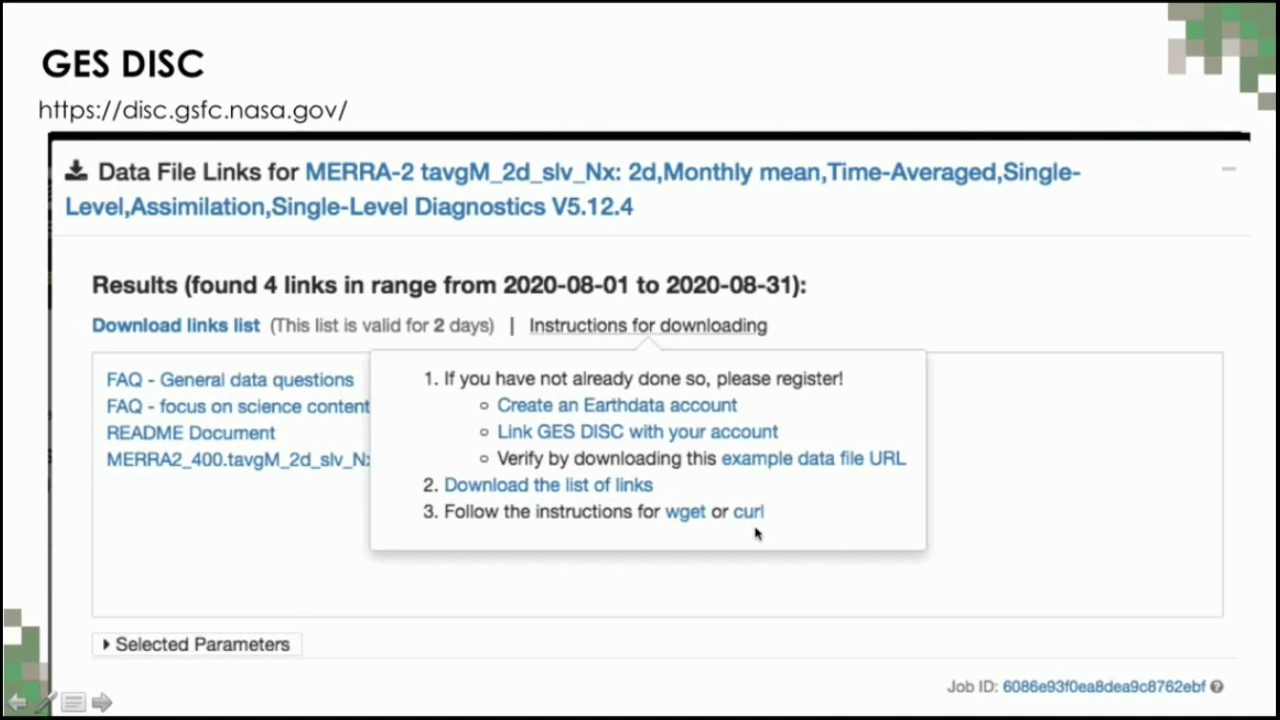 GES DISC
https://disc.gsfc.nasa.gov/
Data File Links for MERRA-2 tavgM_2d_slv_Nx: 2d,Monthly mean,Time-Averaged,Single-
Level,Assimilation,Single-Level Diagnostics V5.12.4
Results (found 4 links in range from 2020-08-01 to 2020-08-31):
Download links list (This list is valid for 2 days) | Instructions for downloading
FAQ - General data questions
FAQ - focus on science content
README Document
MERRA2_400.tavgM_2d_slv_Nx
1. If you have not already done so, please register!
Create an Earthdata account
Link GES DISC with your account
Verify by downloading this example data file URL
2. Download the list of links
3. Follow the instructions for wget or curl
Selected Parameters
Job ID: 6086e93f0ea8dea9c8762ebf